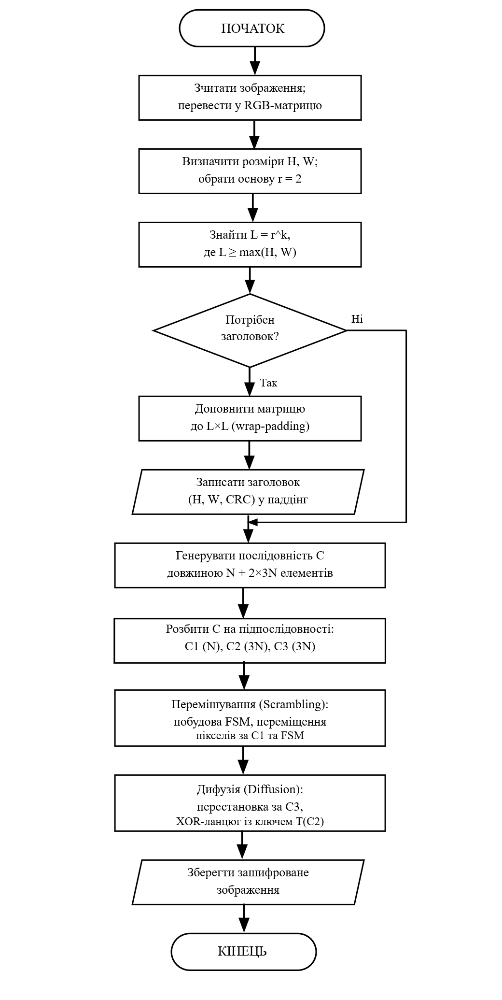 ПОЧАТОК
Зчитати зображення;
перевести у RGB-матрицю
Визначити розміри H, W;
обрати основу r = 2
Знайти L = r^k,
де L ≥ max(H, W)
Потрібен
заголовок?
Ні
Так
Доповнити матрицю
до L×L (wrap-padding)
Записати заголовок
(H, W, CRC) у паддінг
Генерувати послідовність C
довжиною N + 2×3N елементів
Розбити C на підпослідовності:
C1 (N), C2 (3N), C3 (3N)
Перемішування (Scrambling):
побудова FSM, переміщення
пікселів за C1 та FSM
Дифузія (Diffusion):
перестановка за C3,
XOR-ланцюг із ключем T(C2)
Зберегти зашифроване
зображення
КІНЕЦЬ